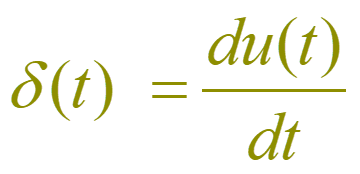 δ(t) = du(t)/dt